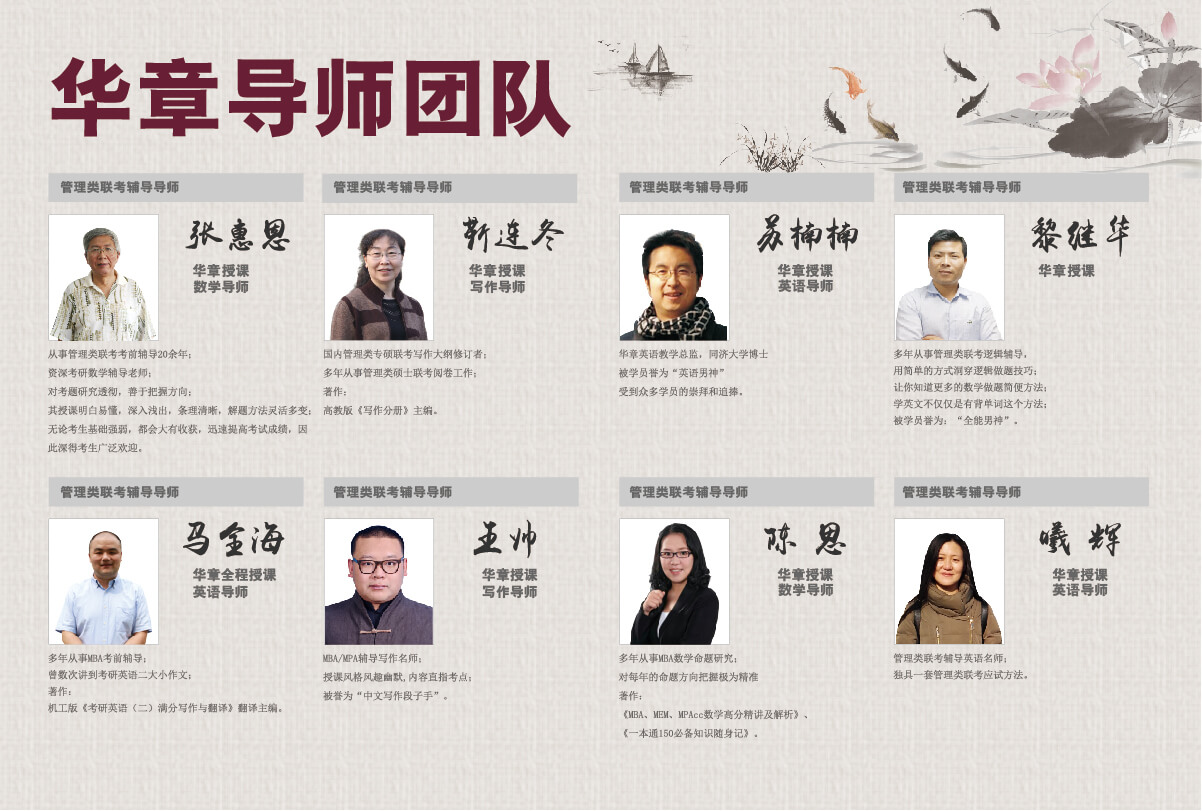 华章导师团队
管理类联考辅导导师
张惠恩
华章授课
数学导师
从事管理类联考考前辅导20余年；
资深考研数学辅导老师；
对考题研究透彻，善于把握方向；
其授课明白易懂，深入浅出，条理清晰，解题方法灵活多变；
无论考生基础强弱，都会大有收获，迅速提高考试成绩，因
此深得考生广泛欢迎。
管理类联考辅导导师
靳连冬
华章授课
写作导师
国内管理类专硕联考写作大纲修订者；
多年从事管理类硕士联考阅卷工作；
著作：
高教版《写作分册》主编。
管理类联考辅导导师
苏楠楠
华章授课
英语导师
华章英语教学总监，同济大学博士
被学员誉为“英语男神”
受到众多学员的崇拜和追捧。
管理类联考辅导导师
黎继华
华章授课
多年从事管理类联考逻辑辅导，
用简单的方式洞穿逻辑做题技巧；
让你知道更多的数学做题简便方法；
学英文不仅仅是有背单词这个方法；
被学员誉为：“全能男神”。
管理类联考辅导导师
马全海
华章全程授课
英语导师
多年从事MBA考前辅导；
曾数次讲到考研英语二大小作文；
著作：
机工版《考研英语（二）满分写作与翻译》翻译主编。
管理类联考辅导导师
王帅
华章授课
写作导师
MBA/MPA辅导写作名师；
授课风格风趣幽默,内容直指考点；
被誉为“中文写作段子手”。
管理类联考辅导导师
陈恩
华章授课
数学导师
多年从事MBA数学命题研究；
对每年的命题方向把握极为精准
著作：
《MBA、MEM、MPAcc数学高分精讲及解析》、
《一本通150必备知识随身记》。
管理类联考辅导导师
曦辉
华章授课
英语导师
管理类联考辅导英语名师；
独具一套管理类联考应试方法。